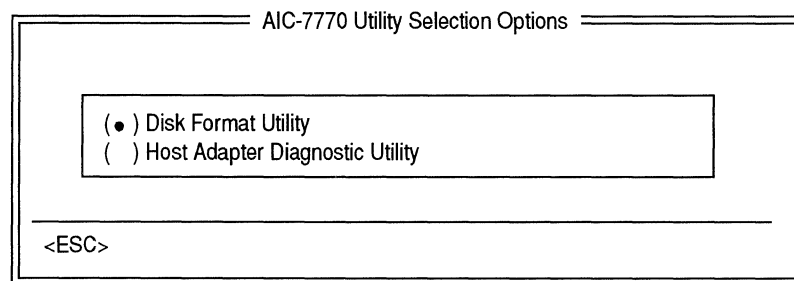 AIC-7770 Utility Selection Options
(•) Disk Format Utility
( ) Host Adapter Diagnostic Utility
<ESC>